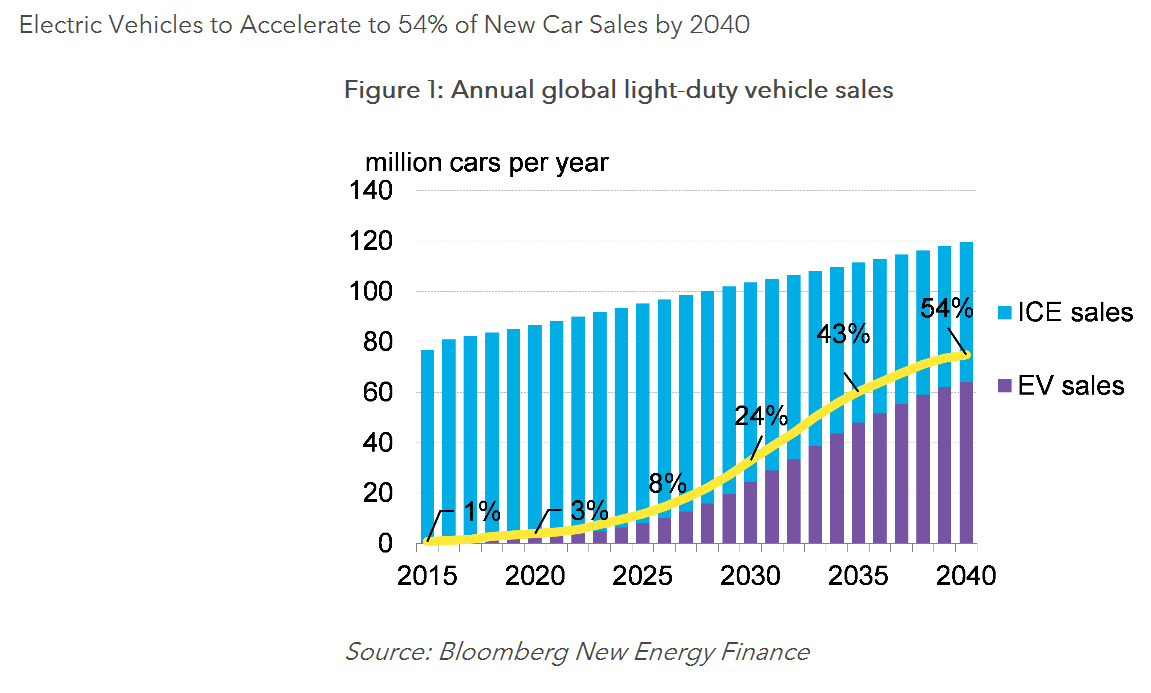 Electric Vehicles to Accelerate to 54% of New Car Sales by 2040
Figure 1: Annual global light-duty vehicle sales
million cars per year
140
120
100
80
60
40
20
0
1%
3%
8%
24%
43%
54%
ICE sales
EV sales
2015 2020 2025 2030 2035 2040
Source: Bloomberg New Energy Finance